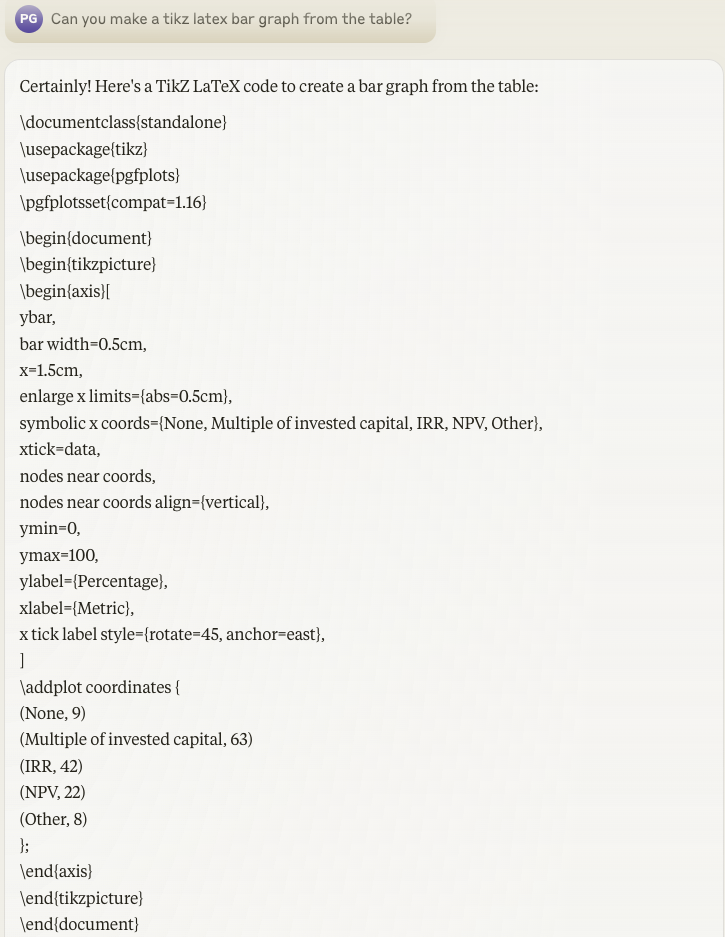 PG Can you make a tikz latex bar graph from the table?
Certainly! Here's a TikZ LaTeX code to create a bar graph from the table:
\documentclass{standalone}
\usepackage{tikz}
\usepackage{pgfplots}
\pgfplotsset{compat=1.16}
\begin{document}
\begin{tikzpicture}
\begin{axis}[
ybar,
bar width=0.5cm,
x=1.5cm,
enlarge x limits={abs=0.5cm},
symbolic x coords={None, Multiple of invested capital, IRR, NPV, Other},
xtick=data,
nodes near coords,
nodes near coords align={vertical},
ymin=0,
ymax=100,
ylabel={Percentage},
xlabel={Metric},
x tick label style={rotate=45, anchor=east},
]
\addplot coordinates {
(None, 9)
(Multiple of invested capital, 63)
(IRR, 42)
(NPV, 22)
(Other, 8)
};
\end{axis}
\end{tikzpicture}
\end{document}